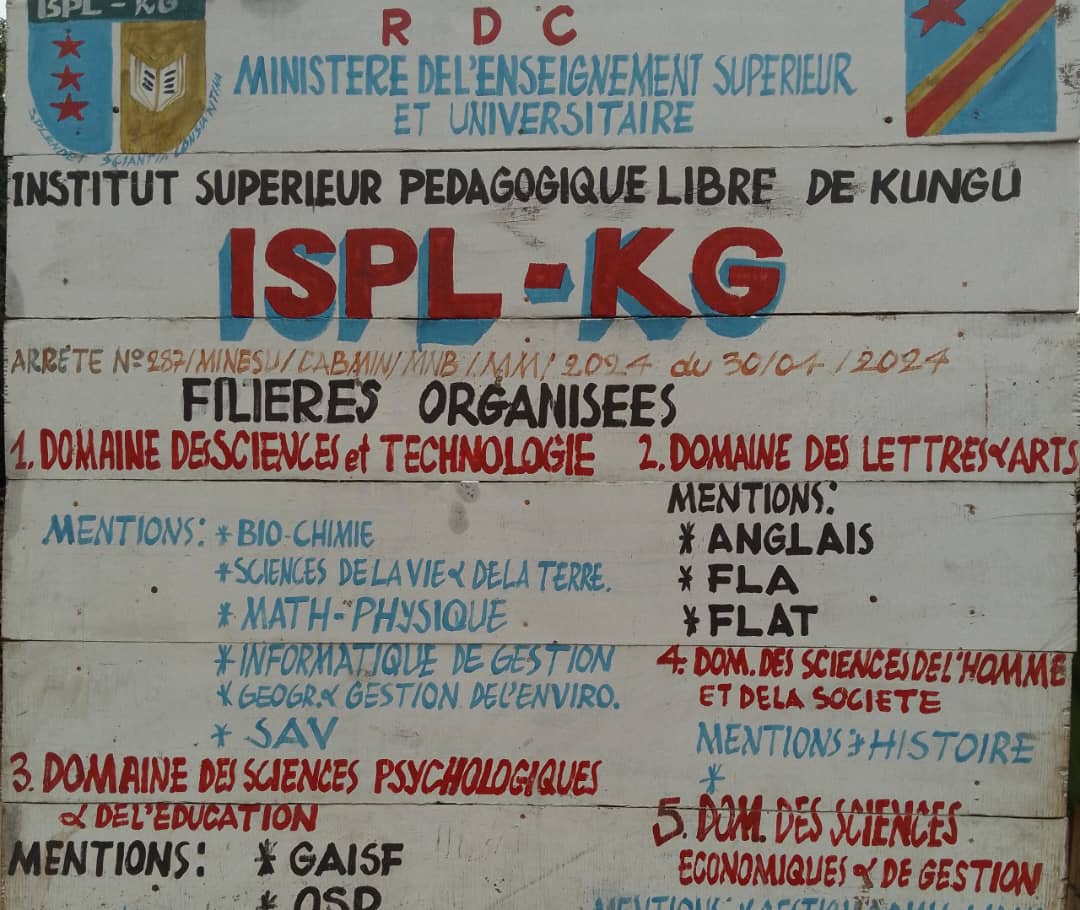 ISPL - KG
R D C
MINISTERE DE L'ENSEIGNEMENT SUPERIEUR
ET UNIVERSITAIRE
INSTITUT SUPERIEUR PEDAGOGIQUE LIBRE DE KUNGU
ISPL-KG
ARRETE N° 287/MINESU/CABMIN/MNB/MM/2024 du 30/04/2024
FILIERES ORGANISEES
1. DOMAINE DES SCIENCES et TECHNOLOGIE
MENTIONS: * BIO-CHIMIE
* SCIENCES DE LA VIE & DE LA TERRE.
* MATH-PHYSIQUE
* INFORMATIQUE DE GESTION
* GEOGR. & GESTION DE L'ENVIRO.
* SAV
2. DOMAINE DES LETTRES & ARTS
MENTIONS:
* ANGLAIS
* FLA
* FLAT
3. DOMAINE DES SCIENCES PSYCHOLOGIQUES
& DE L'EDUCATION
MENTIONS: * GAISF
* OSP
4. DOM. DES SCIENCES DE L'HOMME
ET DE LA SOCIETE
MENTIONS * HISTOIRE
*
5. DOM. DES SCIENCES
ECONOMIQUES & DE GESTION